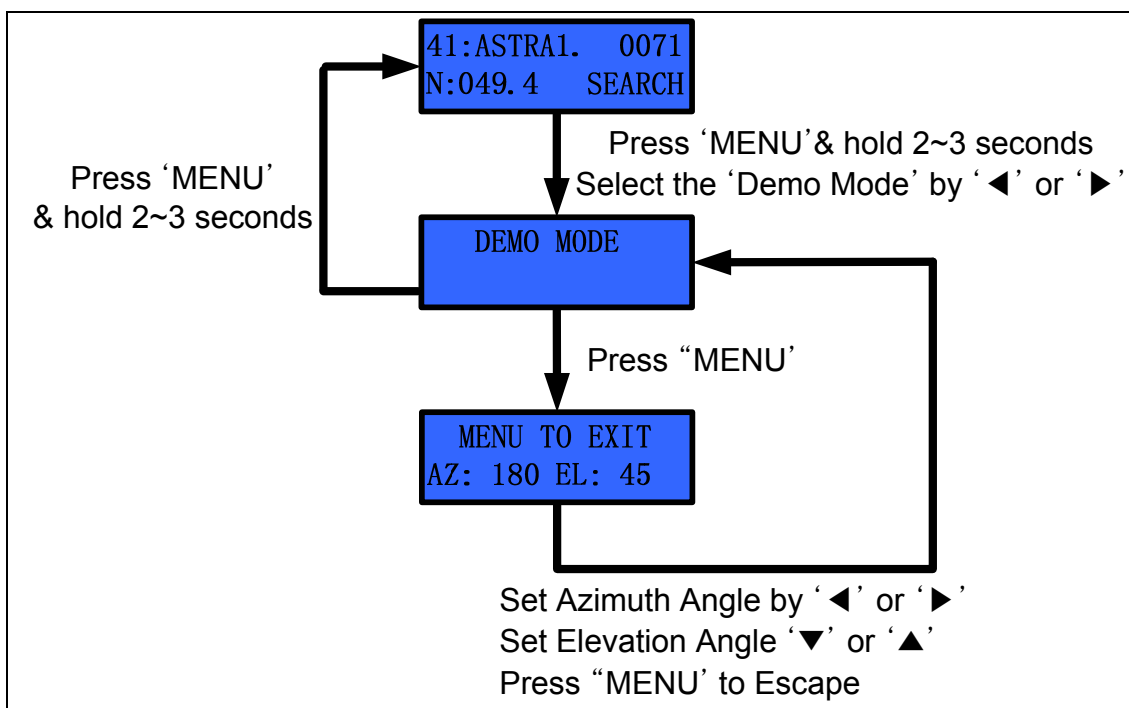 41:ASTRA1. 0071
N:049.4 SEARCH
Press ‘MENU’& hold 2~3 seconds
Select the ‘Demo Mode’ by ‘◀’ or ‘▶’
Press ‘MENU’
& hold 2~3 seconds
DEMO MODE
Press “MENU’
MENU TO EXIT
AZ: 180 EL: 45
Set Azimuth Angle by ‘◀’ or ‘▶’
Set Elevation Angle ‘▼’ or ‘▲’
Press “MENU’ to Escape